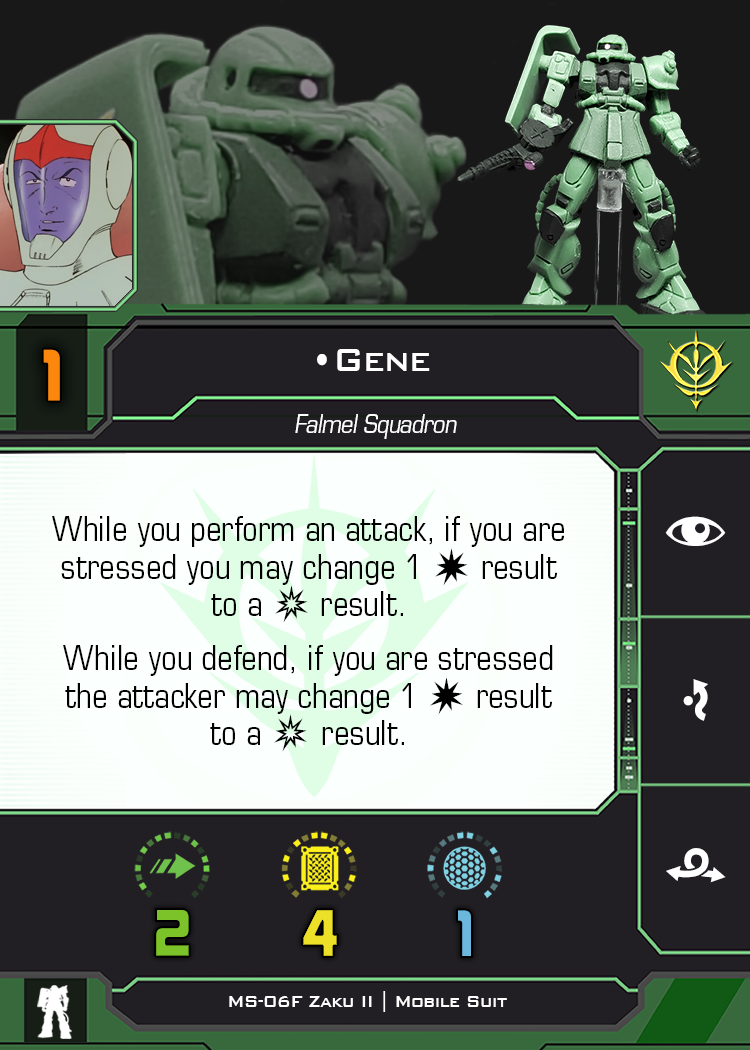 1
• Gene
Falmel Squadron
While you perform an attack, if you are
stressed you may change 1 result
to a result.
While you defend, if you are stressed
the attacker may change 1 result
to a result.
2 4 1
MS-06F Zaku II | Mobile Suit